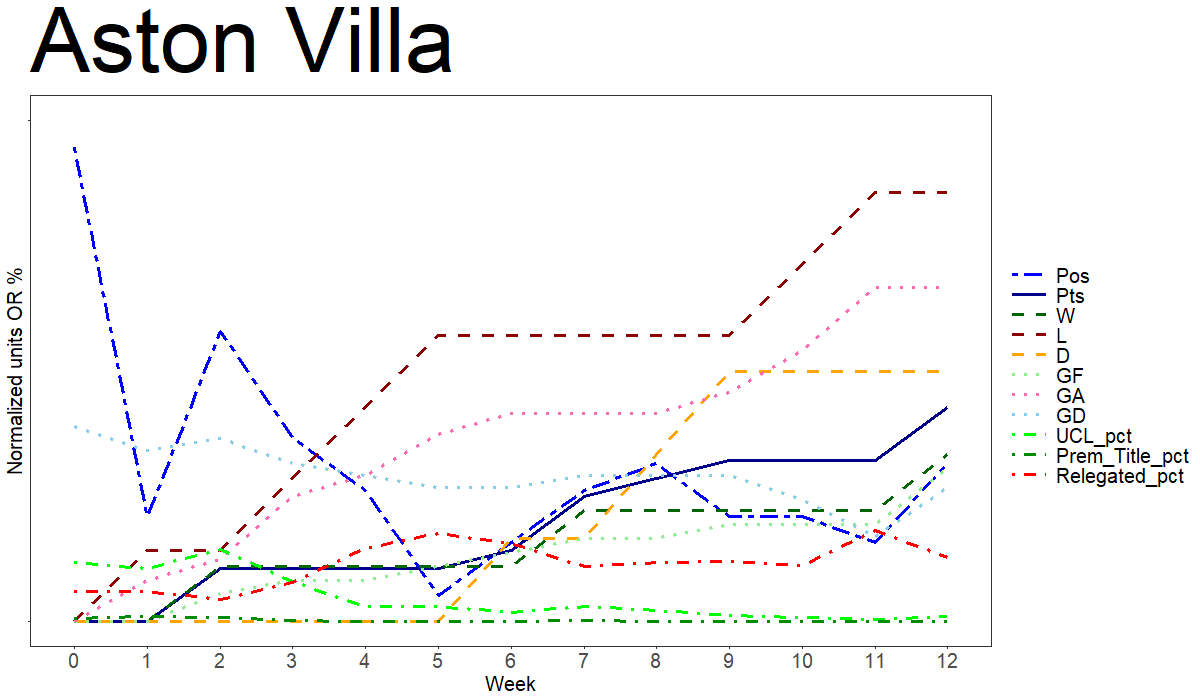 Aston Villa
Normalized units OR %
Pos
Pts
W
L
D
GF
GA
GD
UCL_pct
Prem_Title_pct
Relegated_pct
0 1 2 3 4 5 6 7 8 9 10 11 12
Week